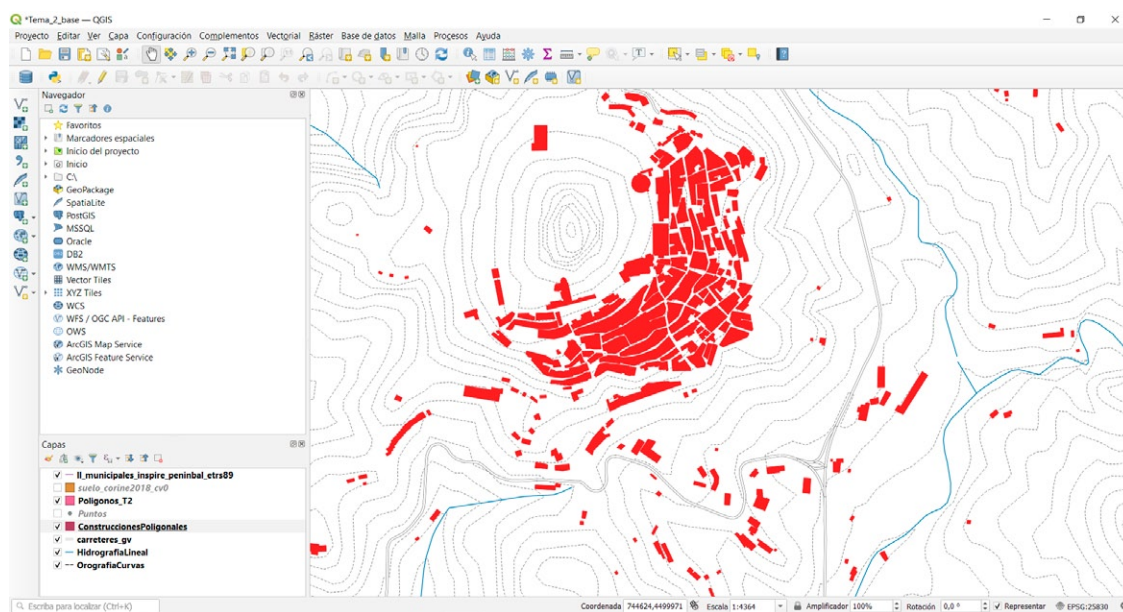 *Tema_2_base — QGIS
Proyecto Editar Ver Capa Configuración Complementos Vectorial Ráster Base de datos Malla Procesos Ayuda
Navegador
Favoritos
Marcadores espaciales
Inicio del proyecto
Inicio
C:\
GeoPackage
SpatiaLite
PostGIS
MSSQL
Oracle
DB2
WMS/WMTS
Vector Tiles
XYZ Tiles
WCS
WFS / OGC API - Features
OWS
ArcGIS Map Service
ArcGIS Feature Service
GeoNode
Capas
ll_municipales_inspire_peninbal_etrs89
suelo_corine2018_cv0
Poligonos_T2
Puntos
ConstruccionesPoligonales
carreteres_gv
HidrografiaLineal
OrografiaCurvas
Escriba para localizar (Ctrl+K) Coordenada 744624,4499971 Escala 1:4364 Amplificador 100% Rotación 0,0 ° Representar EPSG:25830